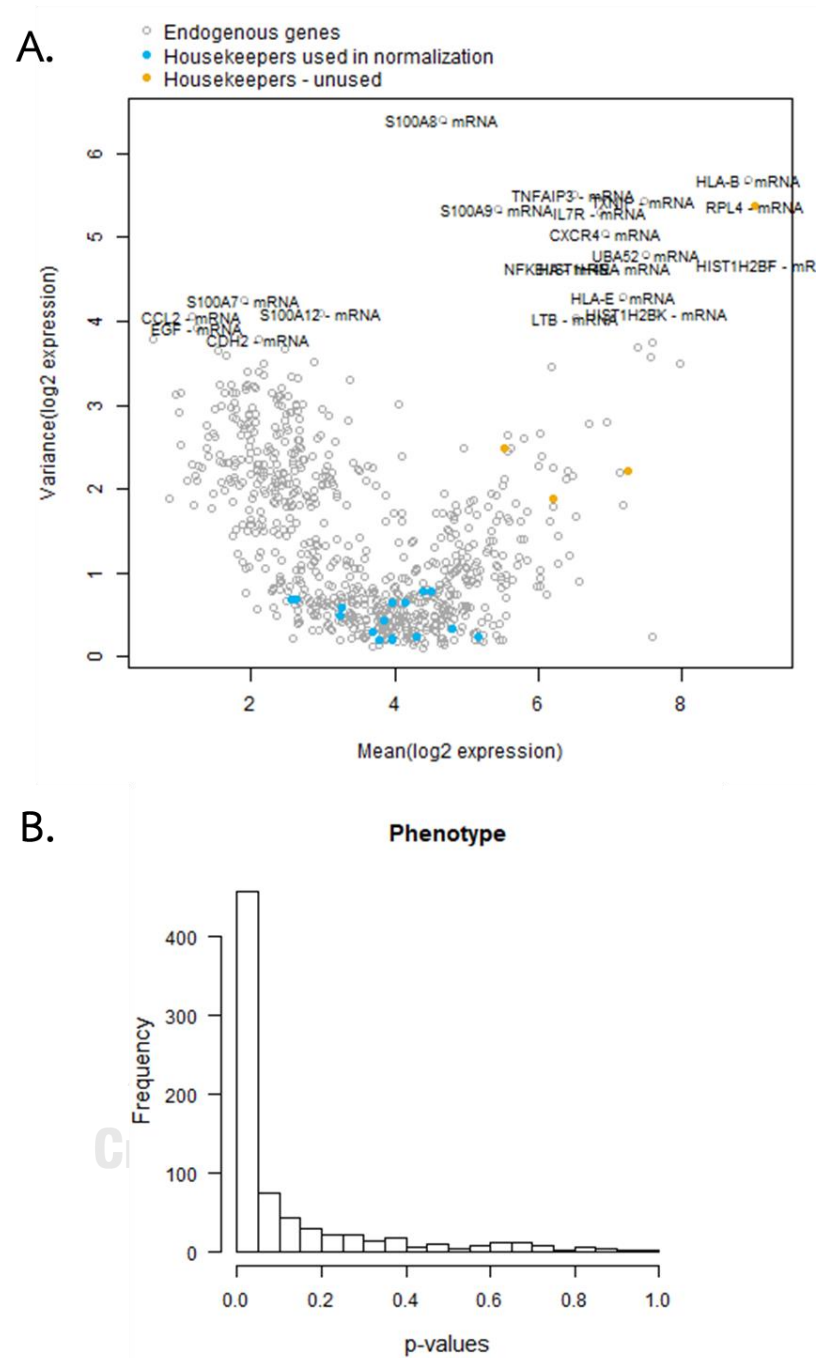 A.
Endogenous genes
Housekeepers used in normalization
Housekeepers - unused
S100A8 - mRNA
HLA-B - mRNA
TNFAIP3 - mRNA
TXNIP - mRNA
RPL4 - mRNA
S100A9 - mRNA
IL7R - mRNA
CXCR4 - mRNA
UBA52 - mRNA
HIST1H2BF - mR
S100A7 - mRNA
HLA-E - mRNA
CCL2 - mRNA
S100A12 - mRNA
HIST1H2BK - mRNA
LTB - mRNA
EGF - mRNA
CDH2 - mRNA
Variance(log2 expression)
6
5
4
3
2
1
0
2 4 6 8
Mean(log2 expression)
B.
Phenotype
Frequency
400
300
200
100
0
0.0 0.2 0.4 0.6 0.8 1.0
p-values